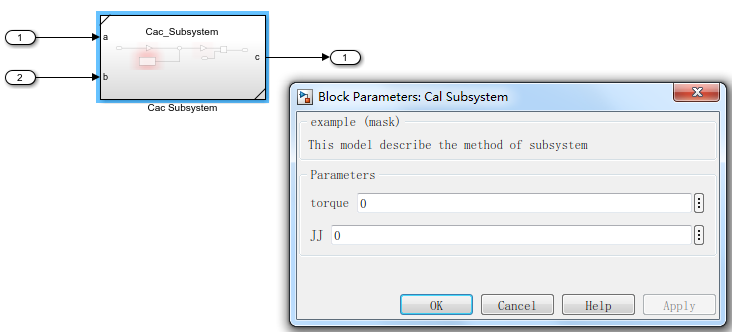 1
2
a
b
Cac_Subsystem
c
1
Cac Subsystem
Block Parameters: Cal Subsystem
example (mask)
This model describe the method of subsystem
Parameters
torque 0
JJ 0
OK Cancel Help Apply